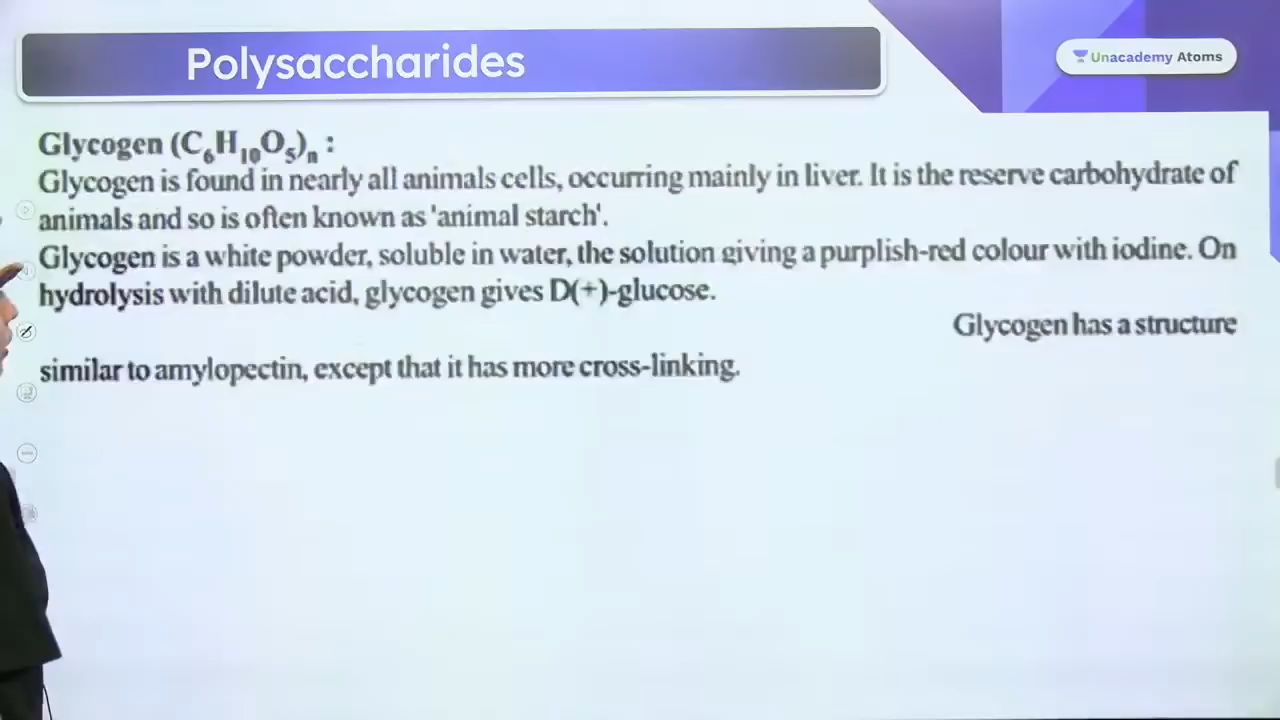 Polysaccharides
Unacademy Atoms
Glycogen (C₆H₁₀O₅)ₙ :
Glycogen is found in nearly all animals cells, occurring mainly in liver. It is the reserve carbohydrate of
animals and so is often known as 'animal starch'.
Glycogen is a white powder, soluble in water, the solution giving a purplish-red colour with iodine. On
hydrolysis with dilute acid, glycogen gives D(+)-glucose.
Glycogen has a structure
similar to amylopectin, except that it has more cross-linking.